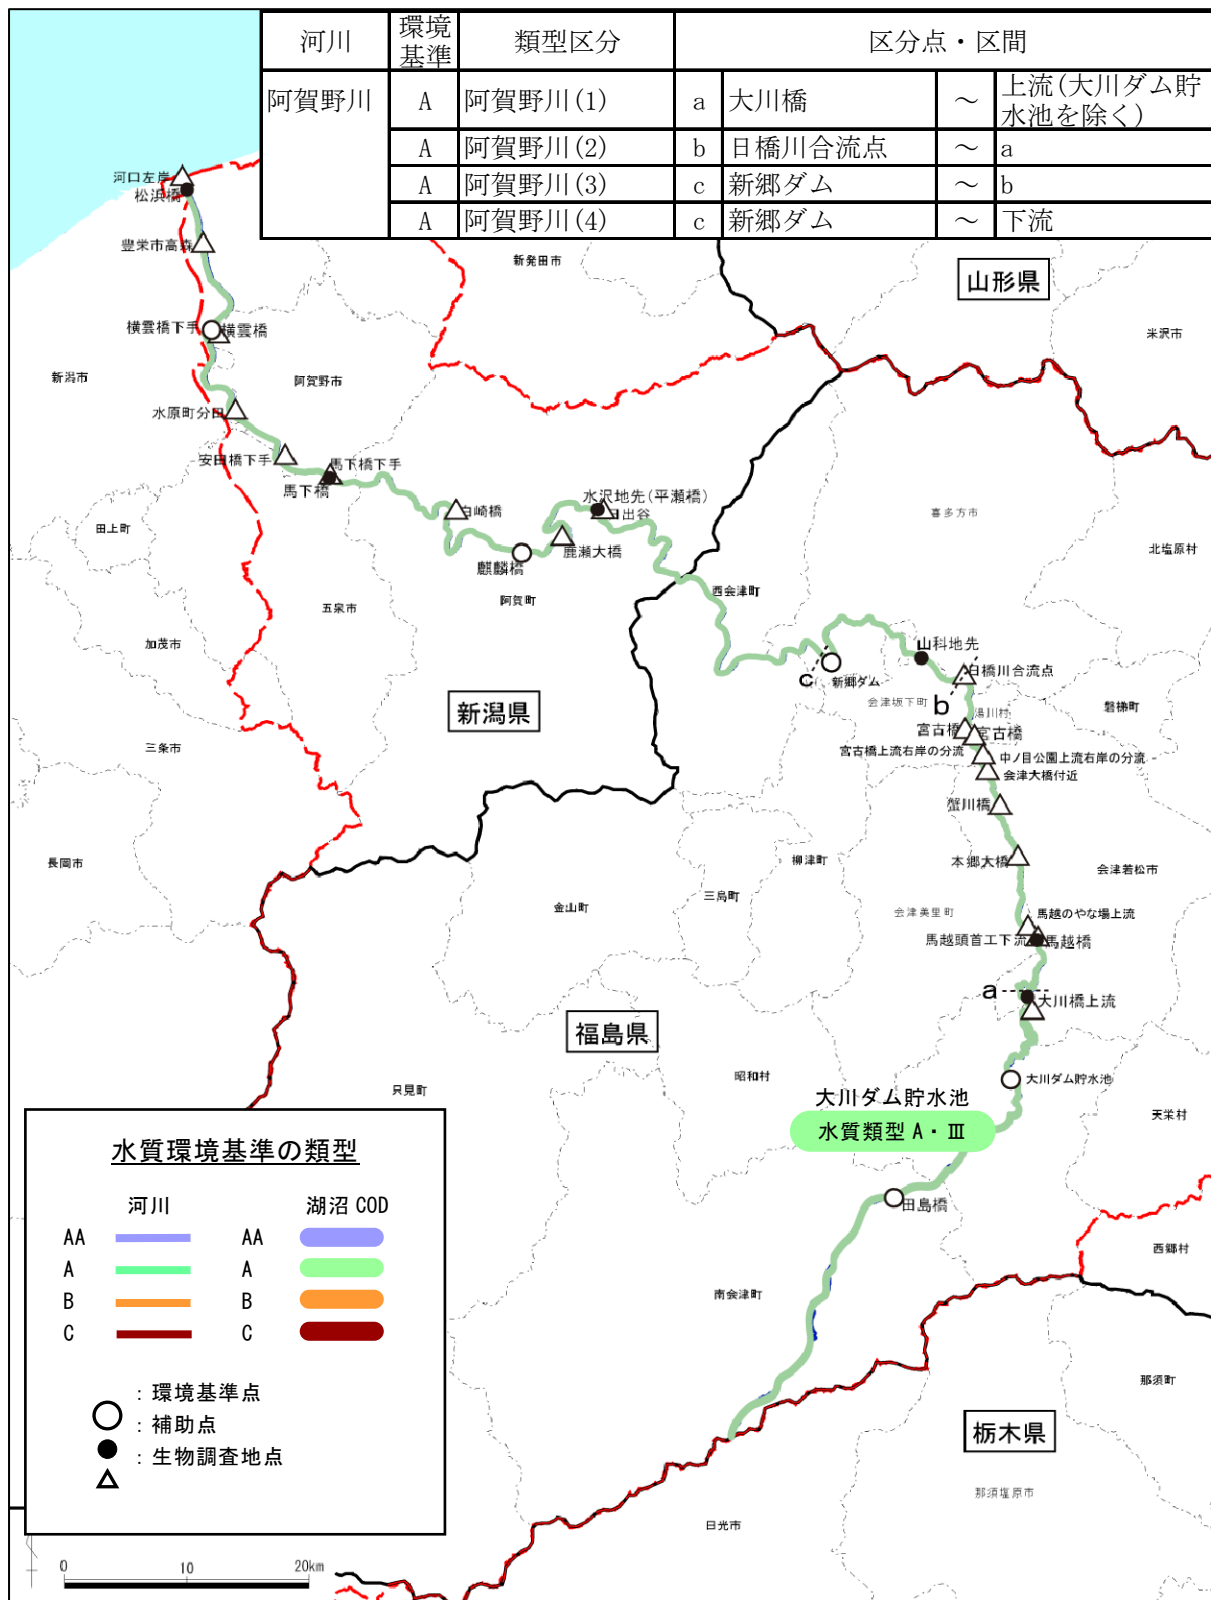 河川 環境基準 類型区分 区分点・区間
阿賀野川 A 阿賀野川(1) a 大川橋 ～ 上流(大川ダム貯水池を除く)
A 阿賀野川(2) b 日橋川合流点 ～ a
A 阿賀野川(3) c 新郷ダム ～ b
A 阿賀野川(4) c 新郷ダム ～ 下流
河口左岸
松浜橋
豊栄市高森
新発田市
山形県
米沢市
横雲橋下手 横雲橋
新潟市
阿賀野市
水原町分田
安田橋下手
馬下橋下手
馬下橋
田上町
白崎橋
水沢地先(平瀬橋)
日出谷
鹿瀬大橋
麒麟橋
阿賀町
喜多方市
北塩原村
西会津町
五泉市
加茂市
山科地先
c 新郷ダム
日橋川合流点
b
会津坂下町
湯川村
磐梯町
新潟県
三条市
宮古橋 宮古橋
宮古橋上流右岸の分流 中ノ目公園上流右岸の分流
会津大橋付近
蟹川橋
長岡市
柳津町
本郷大橋
会津若松市
三島町
金山町
会津美里町
馬越のやな場上流
馬越頭首工下流 馬越橋
a
大川橋上流
福島県
昭和村
只見町
大川ダム貯水池
大川ダム貯水池
水質類型 A・Ⅲ
天栄村
田島橋
西郷村
南会津町
那須町
栃木県
那須塩原市
日光市
水質環境基準の類型
河川 湖沼 COD
AA AA
A A
B B
C C
：環境基準点
：補助点
：生物調査地点
0 10 20km